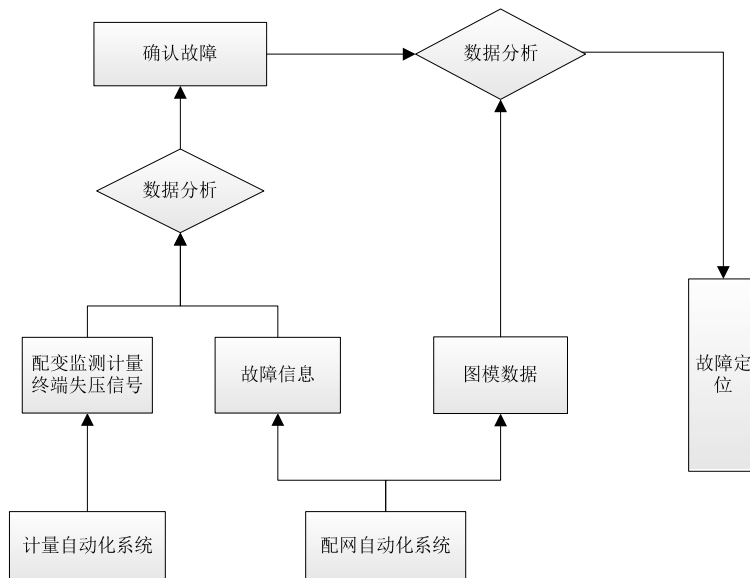 确认故障
数据分析
数据分析
配变监测计量
终端失压信号
故障信息
图模数据
故障定
位
计量自动化系统
配网自动化系统